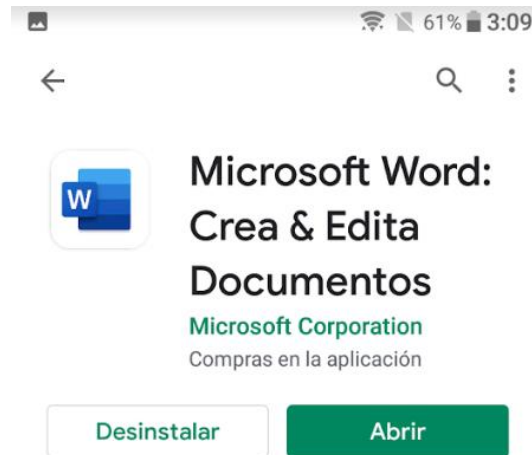 61% 3:09
W
Microsoft Word:
Crea & Edita
Documentos
Microsoft Corporation
Compras en la aplicación
Desinstalar Abrir